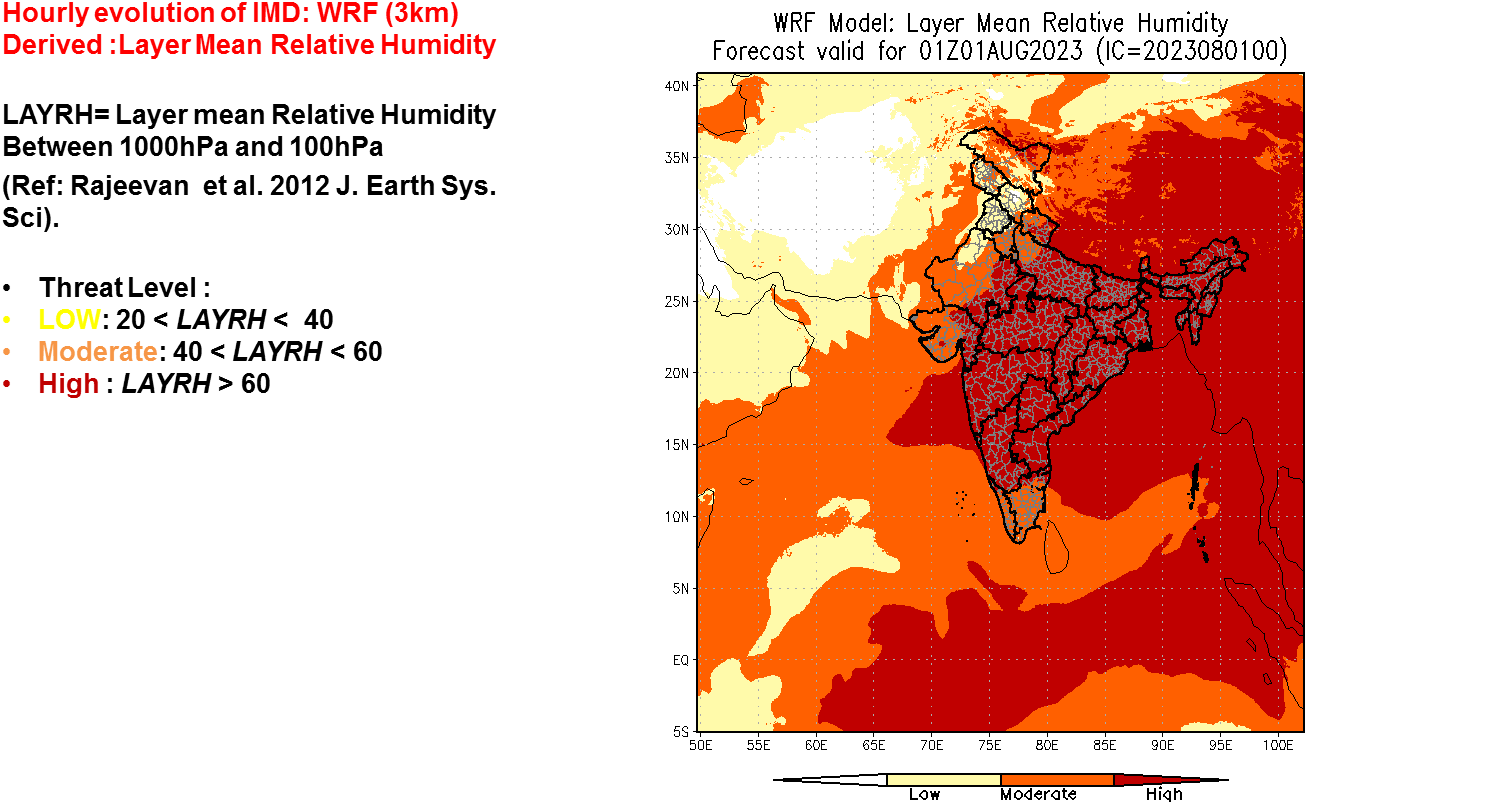 Hourly evolution of IMD: WRF (3km)
Derived :Layer Mean Relative Humidity
LAYRH= Layer mean Relative Humidity
Between 1000hPa and 100hPa
(Ref: Rajeevan et al. 2012 J. Earth Sys.
Sci).
• Threat Level :
• LOW: 20 < LAYRH < 40
• Moderate: 40 < LAYRH < 60
• High : LAYRH > 60
WRF Model: Layer Mean Relative Humidity
Forecast valid for 01Z01AUG2023 (IC=2023080100)
40N
35N
30N
25N
20N
15N
10N
5N
EQ
5S
50E 55E 60E 65E 70E 75E 80E 85E 90E 95E 100E
Low Moderate High